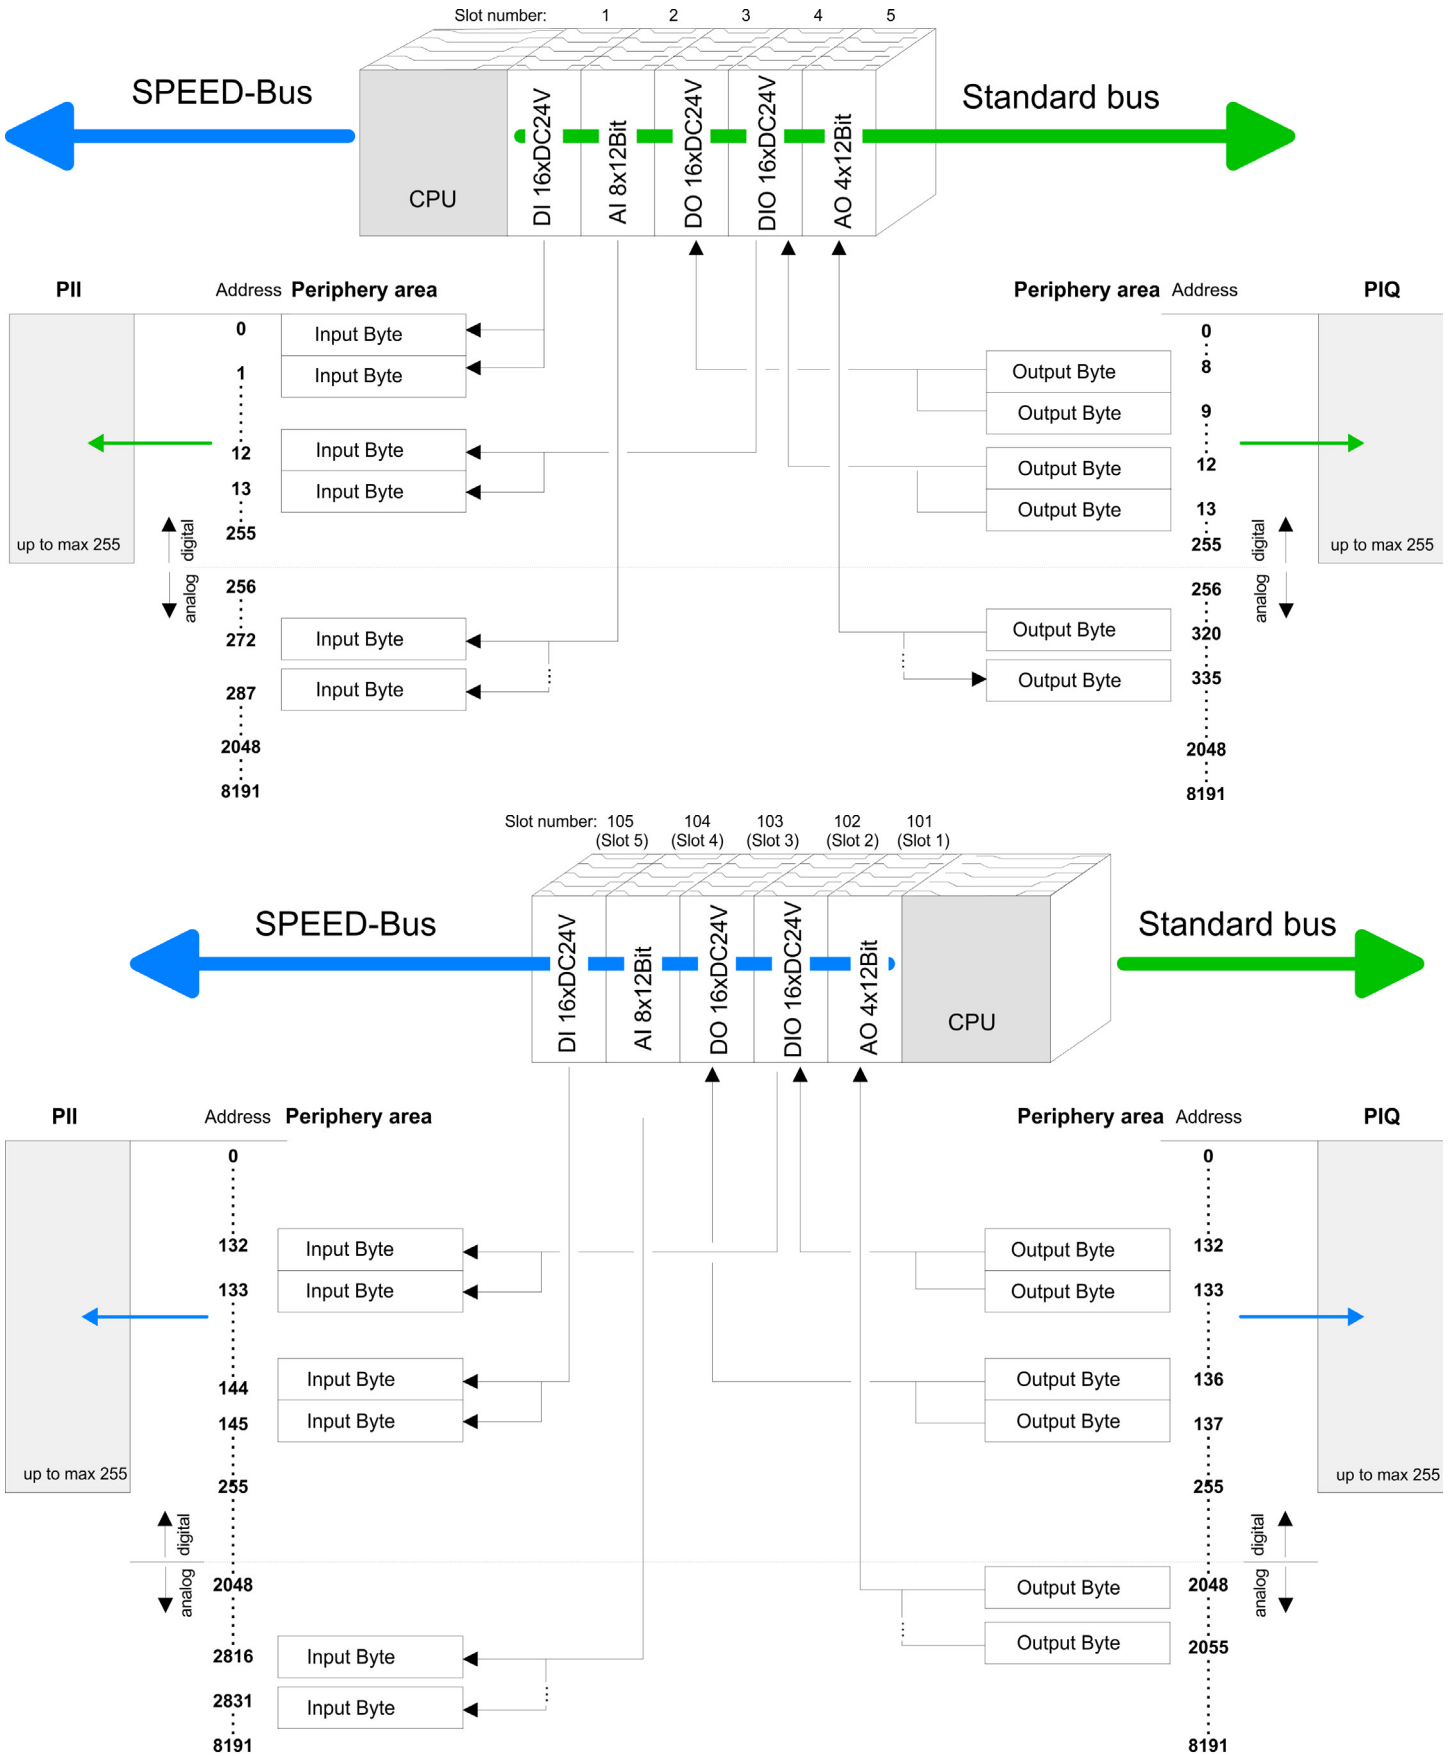 Slot number: 1 2 3 4 5
SPEED-Bus
Standard bus
CPU
DI 16xDC24V
AI 8x12Bit
DO 16xDC24V
DIO 16xDC24V
AO 4x12Bit
PII
Address Periphery area
Periphery area Address
PIQ
0
Input Byte
1
Input Byte
12
Input Byte
13
Input Byte
255
up to max 255
digital
analog
256
272
Input Byte
287
Input Byte
2048
8191
0
Output Byte
8
Output Byte
9
Output Byte
12
Output Byte
13
255
up to max 255
digital
analog
256
Output Byte
320
Output Byte
335
2048
8191
Slot number: 105 104 103 102 101
(Slot 5) (Slot 4) (Slot 3) (Slot 2) (Slot 1)
SPEED-Bus
Standard bus
DI 16xDC24V
AI 8x12Bit
DO 16xDC24V
DIO 16xDC24V
AO 4x12Bit
CPU
PII
Address Periphery area
Periphery area Address
PIQ
0
132
Input Byte
133
Input Byte
144
Input Byte
145
Input Byte
255
up to max 255
digital
analog
2048
2816
Input Byte
2831
Input Byte
8191
0
Output Byte
132
Output Byte
133
Output Byte
136
Output Byte
137
255
up to max 255
digital
analog
Output Byte
2048
Output Byte
2055
8191